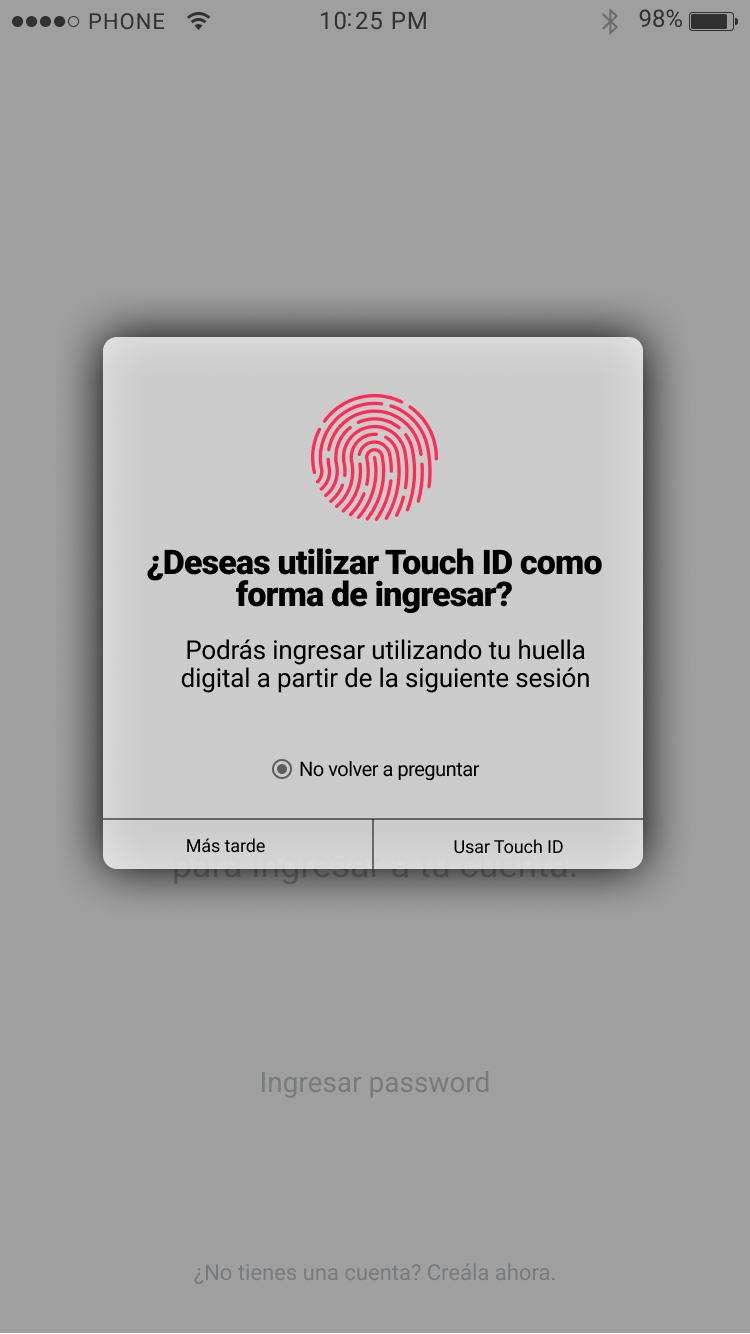 PHONE 10:25 PM 98%
¿Deseas utilizar Touch ID como
forma de ingresar?
Podrás ingresar utilizando tu huella
digital a partir de la siguiente sesión
No volver a preguntar
Más tarde Usar Touch ID
para ingresar a tu cuenta.
Ingresar password
¿No tienes una cuenta? Creála ahora.